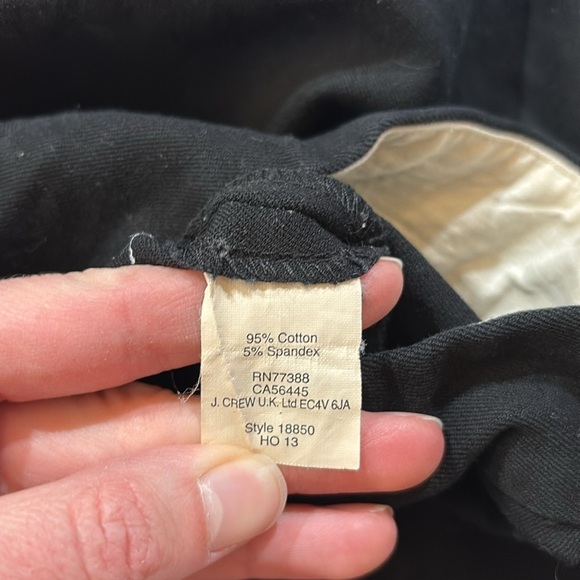 95% Cotton
5% Spandex
RN77388
CA56445
J. CREW U.K. Ltd EC4V 6JA
Style 18850
HO 13